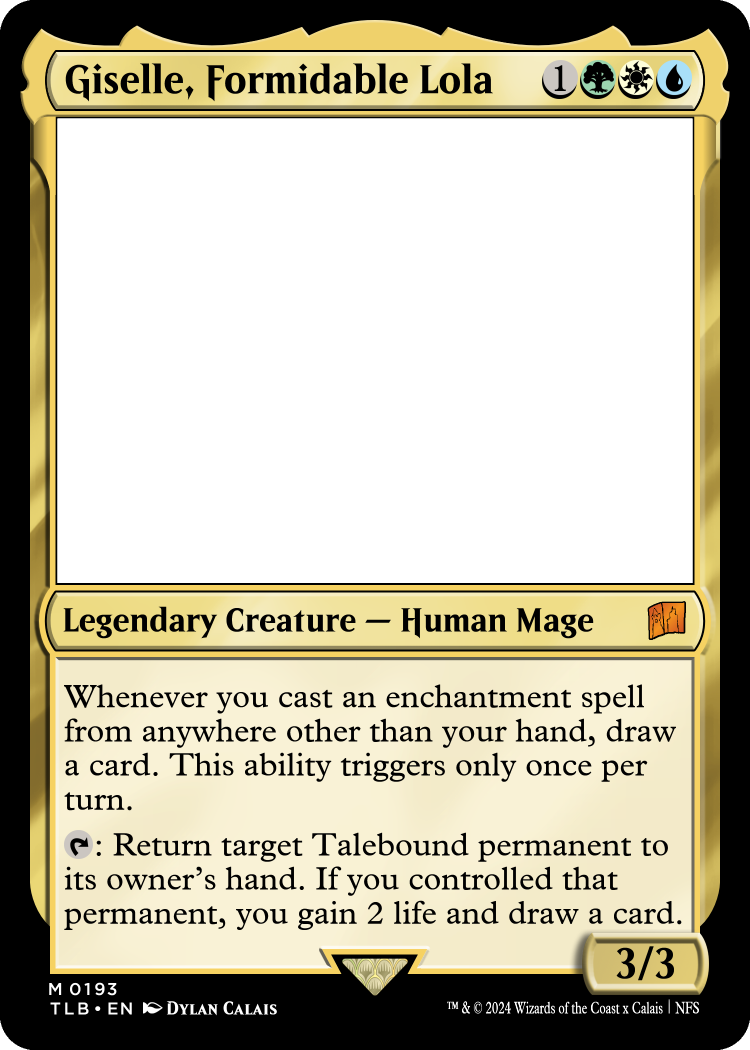 Giselle, Formidable Lola 1
Legendary Creature — Human Mage
Whenever you cast an enchantment spell
from anywhere other than your hand, draw
a card. This ability triggers only once per
turn.
: Return target Talebound permanent to
its owner’s hand. If you controlled that
permanent, you gain 2 life and draw a card.
3/3
M 0193
TLB • EN Dylan Calais
™ & © 2024 Wizards of the Coast x Calais | NFS